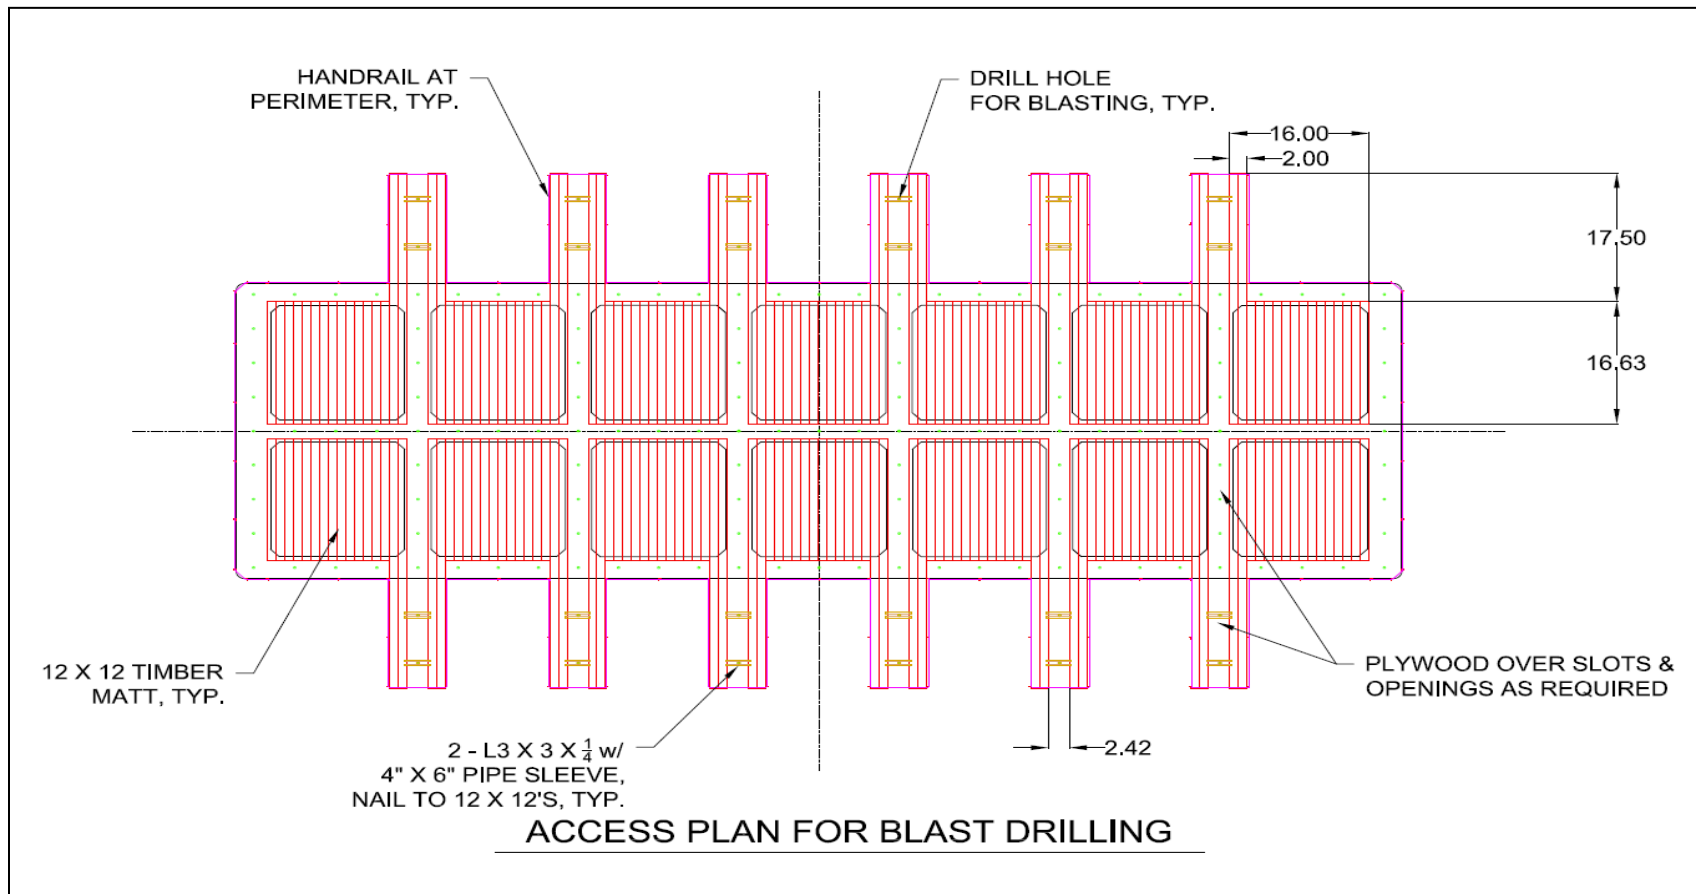 HANDRAIL AT
PERIMETER, TYP.
DRILL HOLE
FOR BLASTING, TYP.
16.00
2.00
17.50
16.63
12 X 12 TIMBER
MATT, TYP.
PLYWOOD OVER SLOTS &
OPENINGS AS REQUIRED
2 - L3 X 3 X 1/4 w/
4" X 6" PIPE SLEEVE,
NAIL TO 12 X 12'S, TYP.
2.42
ACCESS PLAN FOR BLAST DRILLING